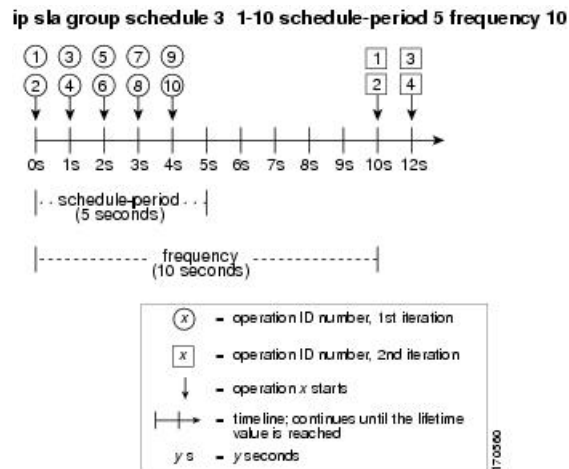 ip sla group schedule 3 1-10 schedule-period 5 frequency 10
1 3 5 7 9 1 3
2 4 6 8 10 2 4
0s 1s 2s 3s 4s 5s 6s 7s 8s 9s 10s 12s
schedule-period
(5 seconds)
frequency
(10 seconds)
x = operation ID number, 1st iteration
x = operation ID number, 2nd iteration
= operation x starts
= timeline; continues until the lifetime
value is reached
y s = y seconds
170560